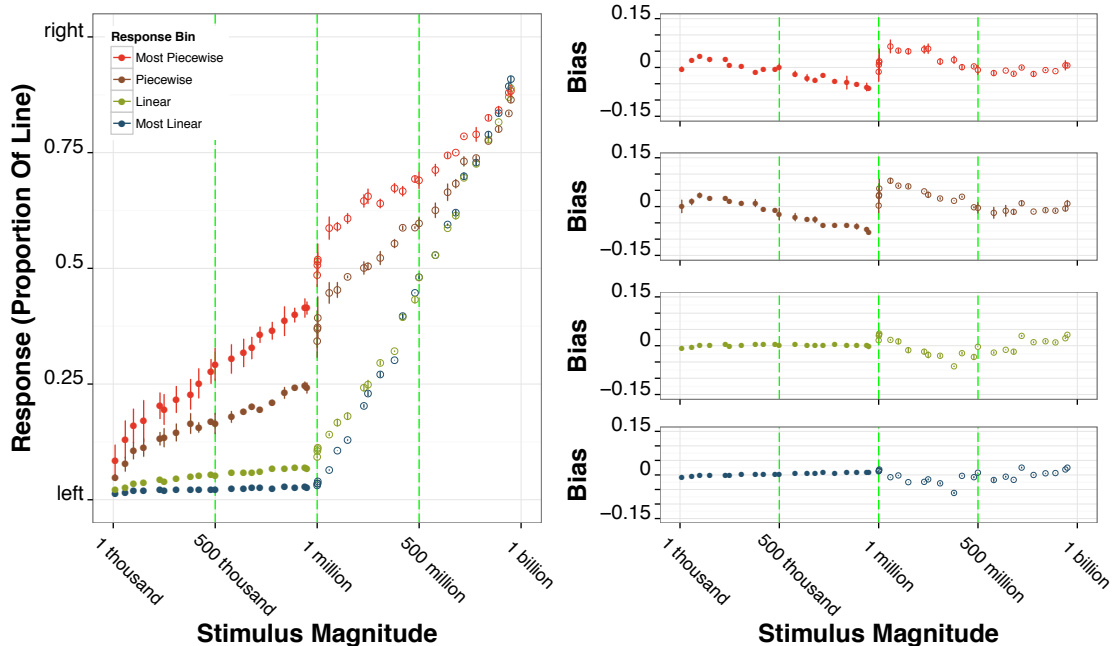 Response (Proportion Of Line)
right
0.75
0.5
0.25
left
Response Bin
Most Piecewise
Piecewise
Linear
Most Linear
1 thousand
500 thousand
1 million
500 million
1 billion
Stimulus Magnitude
Bias
0.15
0
−0.15
Bias
0.15
0
−0.15
Bias
0.15
0
−0.15
Bias
0.15
0
−0.15
1 thousand
500 thousand
1 million
500 million
1 billion
Stimulus Magnitude